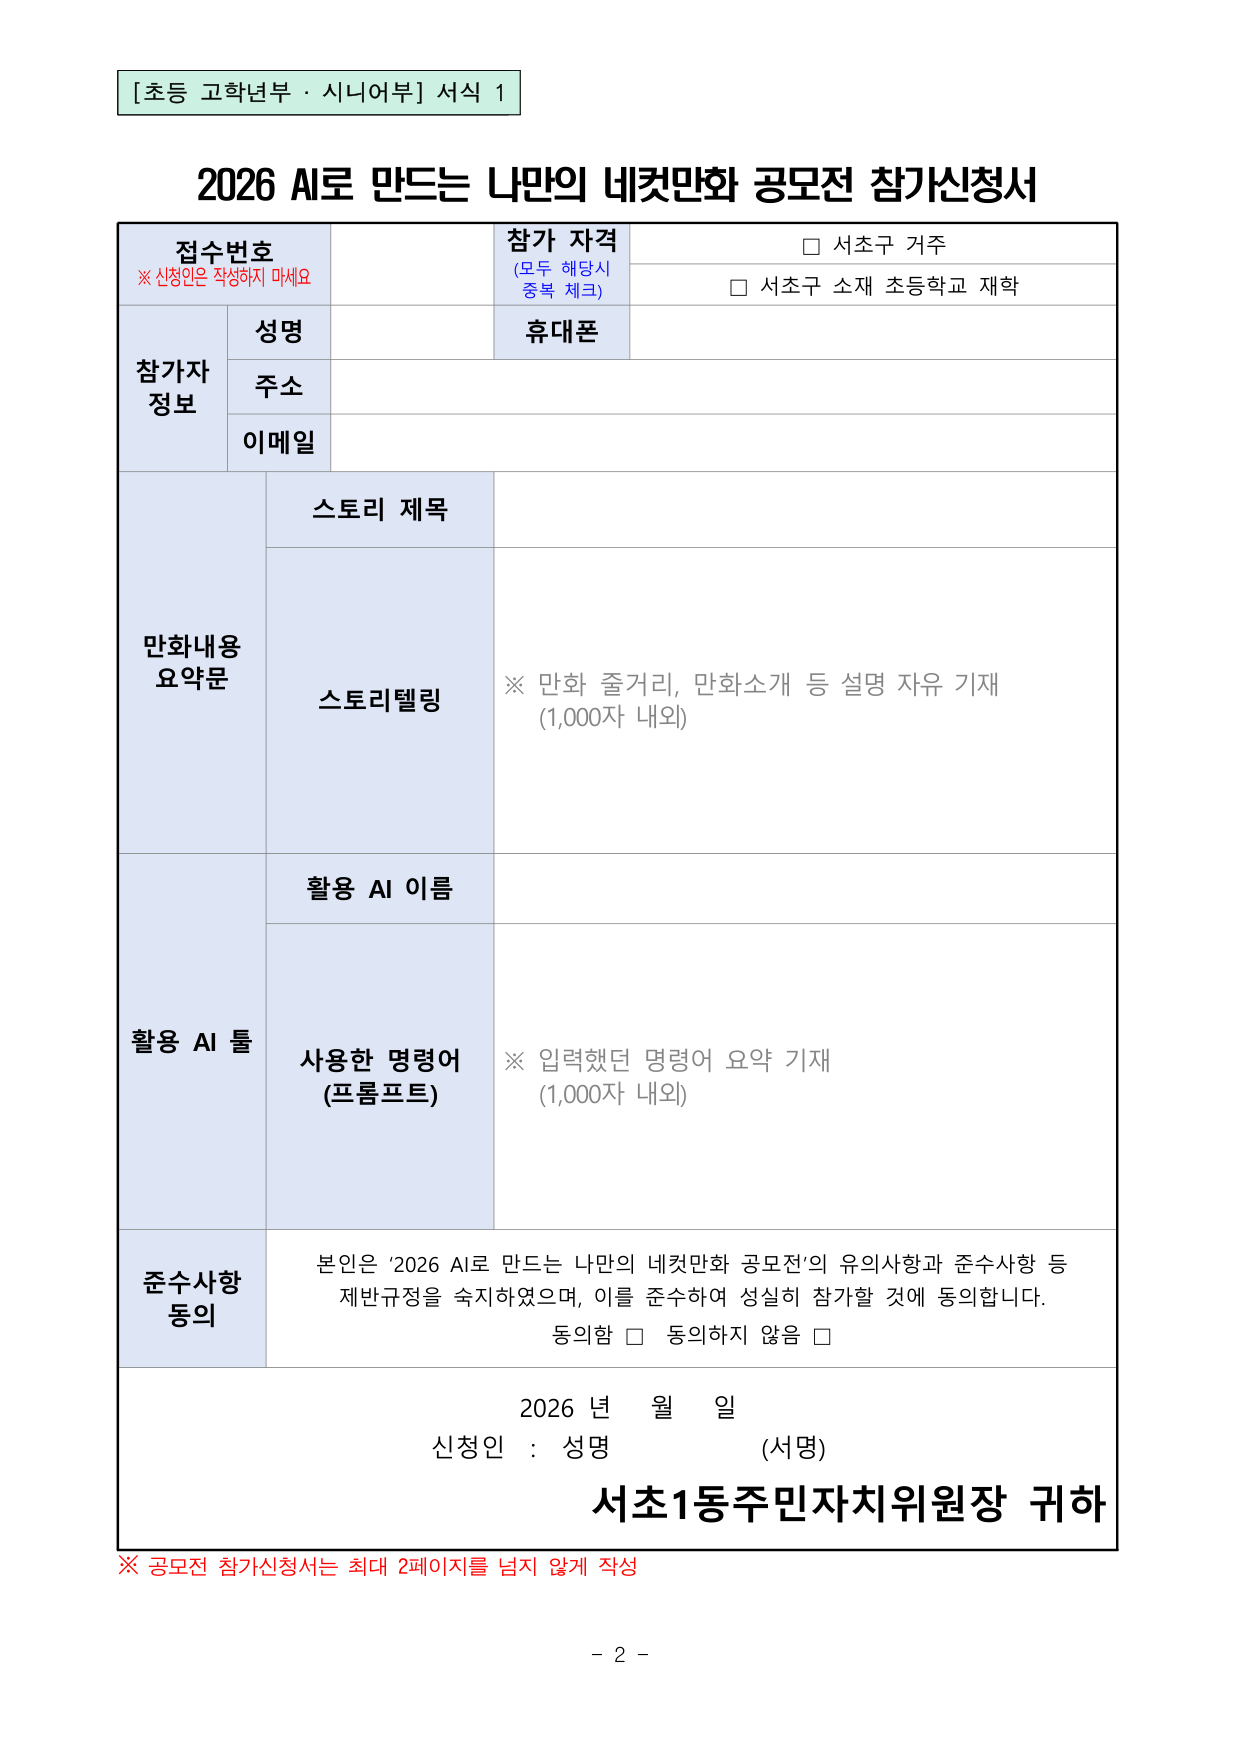 [초등 고학년부 · 시니어부] 서식 1
2026 AI로 만드는 나만의 네컷만화 공모전 참가신청서
접수번호
※ 신청인은 작성하지 마세요
참가 자격
(모두 해당시
중복 체크)
□ 서초구 거주
□ 서초구 소재 초등학교 재학
참가자
정보
성명
휴대폰
주소
이메일
만화내용
요약문
스토리 제목
스토리텔링
※ 만화 줄거리, 만화소개 등 설명 자유 기재
(1,000자 내외)
활용 AI 툴
활용 AI 이름
사용한 명령어
(프롬프트)
※ 입력했던 명령어 요약 기재
(1,000자 내외)
준수사항
동의
본인은 '2026 AI로 만드는 나만의 네컷만화 공모전'의 유의사항과 준수사항 등
제반규정을 숙지하였으며, 이를 준수하여 성실히 참가할 것에 동의합니다.
동의함 □ 동의하지 않음 □
2026 년 월 일
신청인 : 성명 (서명)
서초1동주민자치위원장 귀하
※ 공모전 참가신청서는 최대 2페이지를 넘지 않게 작성
- 2 -